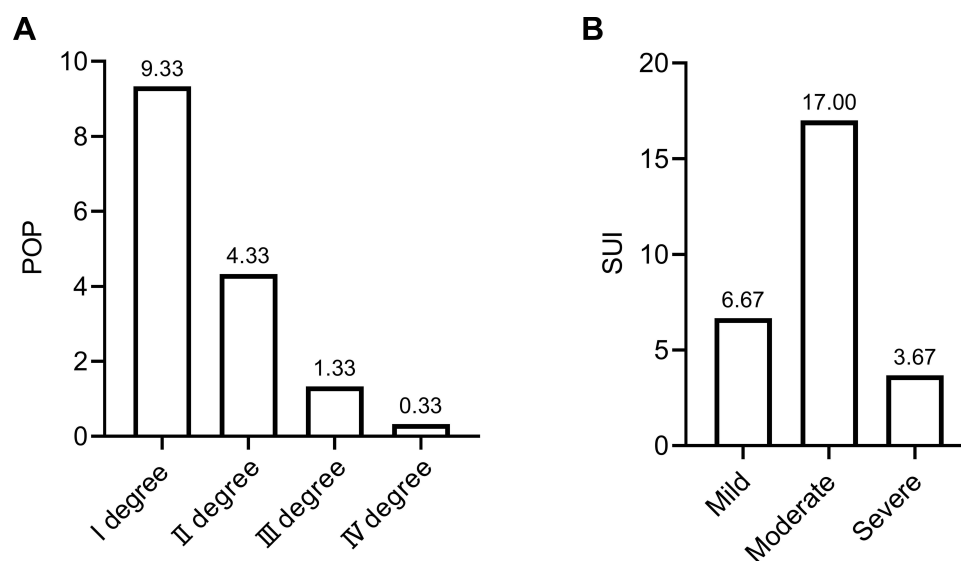 A
10
8
6
4
2
0
POP
9.33
4.33
1.33
0.33
Ⅰ degree
Ⅱ degree
Ⅲ degree
Ⅳ degree
B
20
15
10
5
0
SUI
6.67
17.00
3.67
Mild
Moderate
Severe